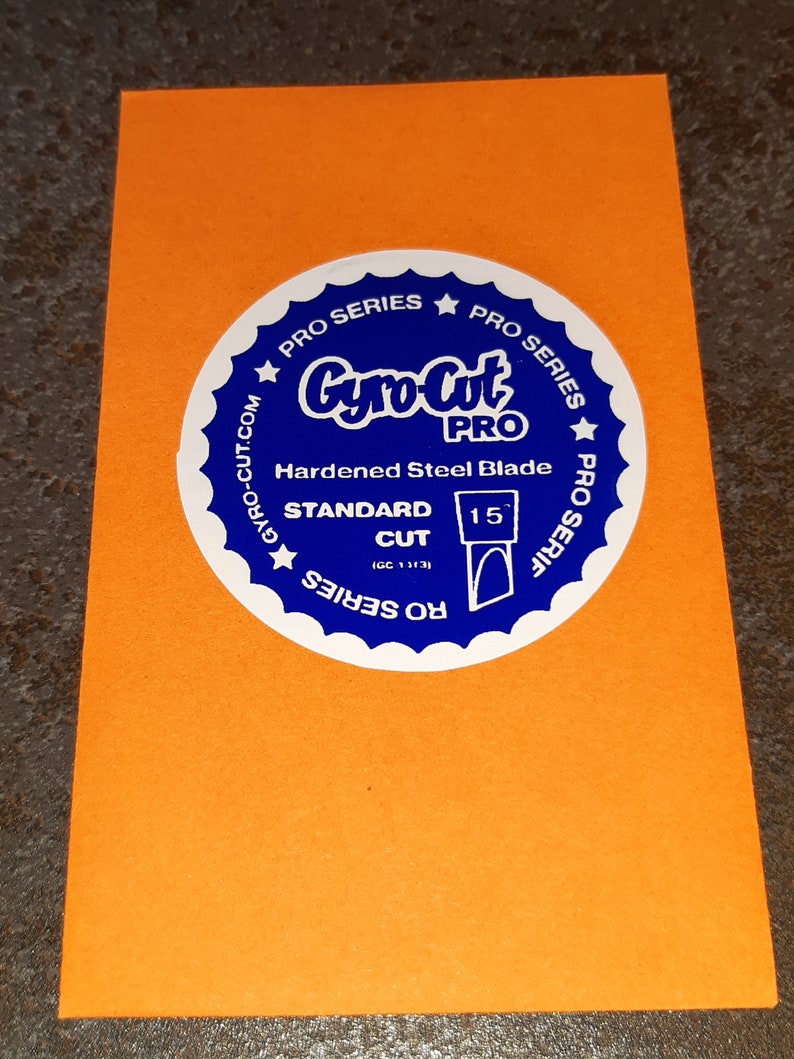 PRO SERIES ★ PRO SERIES ★ PRO SERIF
RO SERIES ★ GYRO-CUT.COM ★
Gyro-Cut
PRO
Hardened Steel Blade
STANDARD
CUT
15°